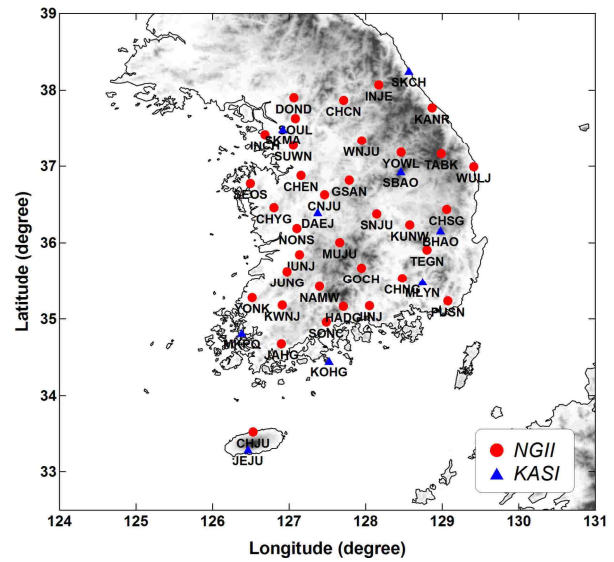 39
SKCH
38
INJE
DOND
CHCN
KANR
SOUL
INCH
SKMA
SUWN
WNJU
YOWL
TABK
37
SBAO
WULJ
CHEN
GSAN
SEOS
CNJU
CHYG
DAEJ
SNJU
CHSG
KUNW
NONS
BHAO
36
MUJU
TEGN
JUNJ
JUNG
GOCH
CHNG
MLYN
NAMW
YONK
KWNJ
HADG
JINJ
PUSN
35
SONC
MKPO
JAHG
KOHG
34
CHJU
JEJU
33
NGII
KASI
Latitude (degree)
124 125 126 127 128 129 130 131
Longitude (degree)